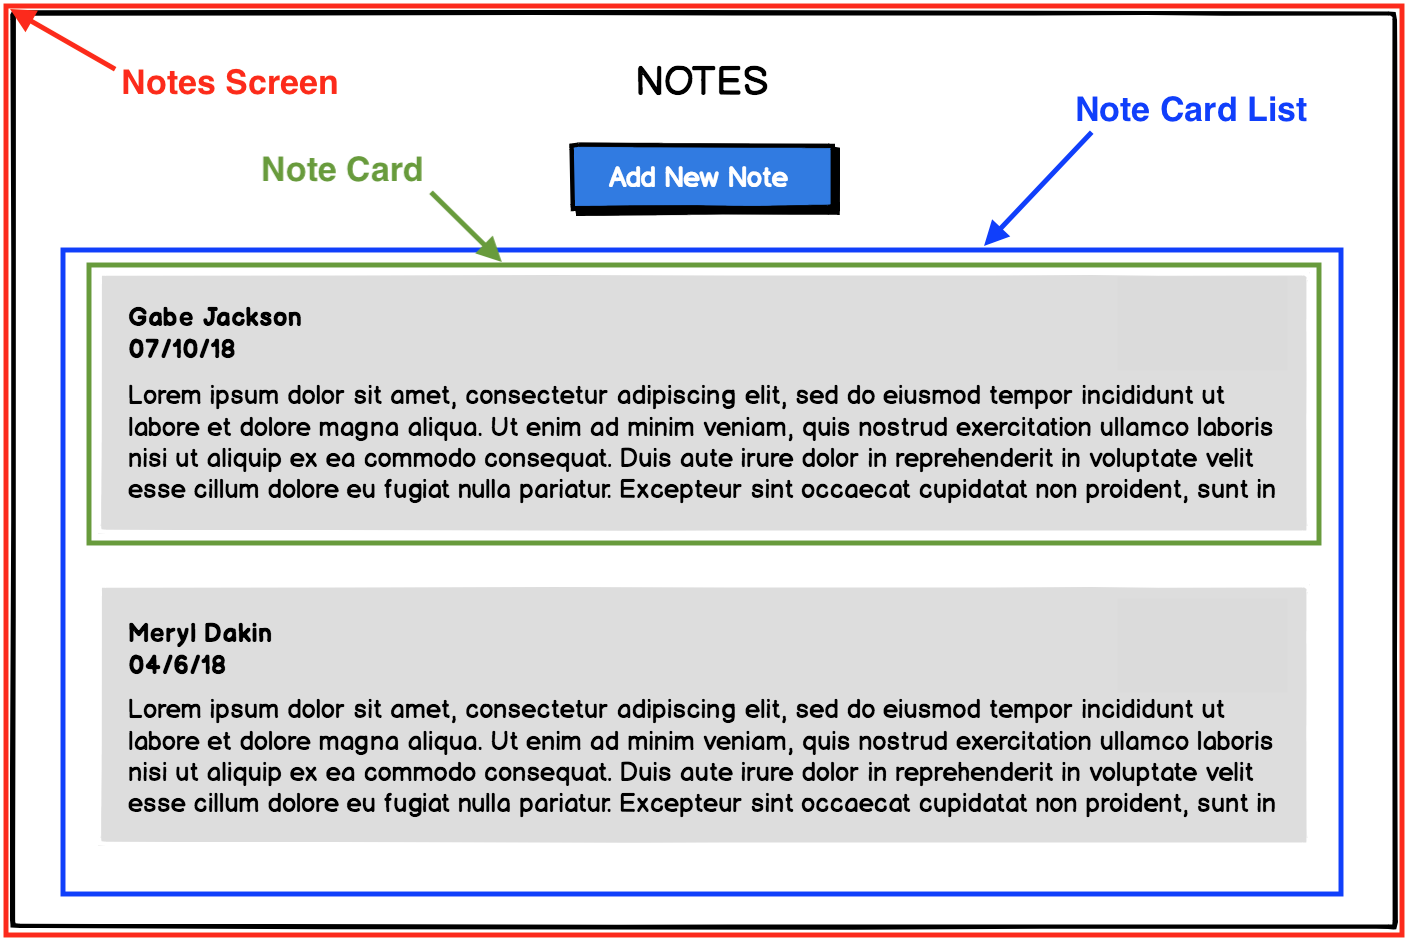 Notes Screen
NOTES
Note Card List
Note Card
Add New Note
Gabe Jackson
07/10/18
Lorem ipsum dolor sit amet, consectetur adipiscing elit, sed do eiusmod tempor incididunt ut
labore et dolore magna aliqua. Ut enim ad minim veniam, quis nostrud exercitation ullamco laboris
nisi ut aliquip ex ea commodo consequat. Duis aute irure dolor in reprehenderit in voluptate velit
esse cillum dolore eu fugiat nulla pariatur. Excepteur sint occaecat cupidatat non proident, sunt in
Meryl Dakin
04/6/18
Lorem ipsum dolor sit amet, consectetur adipiscing elit, sed do eiusmod tempor incididunt ut
labore et dolore magna aliqua. Ut enim ad minim veniam, quis nostrud exercitation ullamco laboris
nisi ut aliquip ex ea commodo consequat. Duis aute irure dolor in reprehenderit in voluptate velit
esse cillum dolore eu fugiat nulla pariatur. Excepteur sint occaecat cupidatat non proident, sunt in